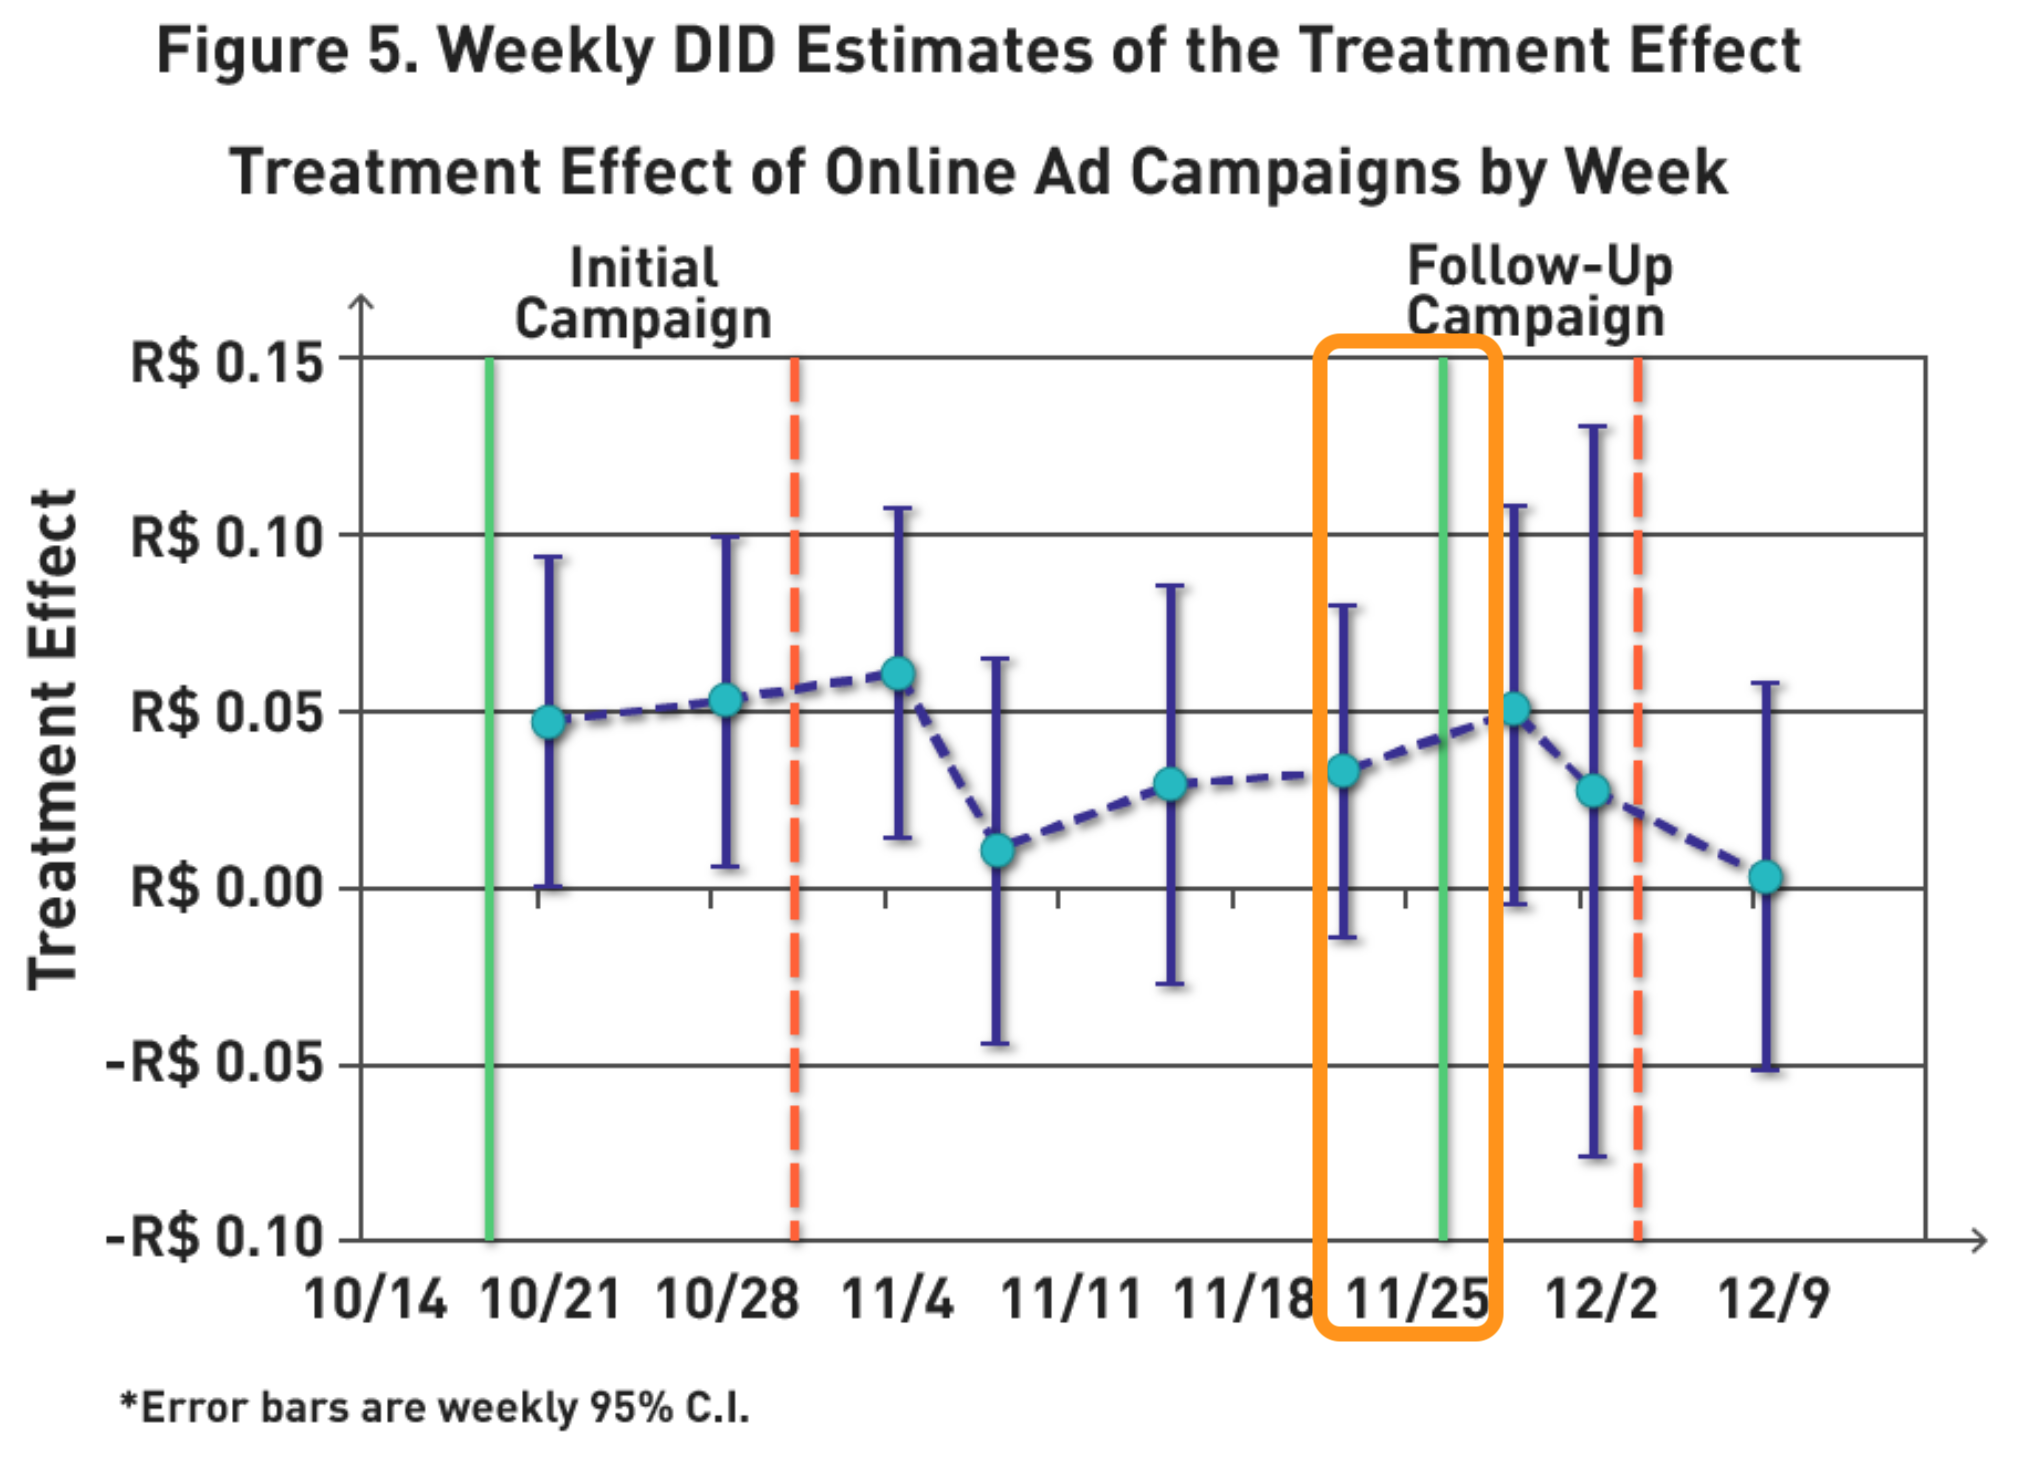 Figure 5. Weekly DID Estimates of the Treatment Effect
Treatment Effect of Online Ad Campaigns by Week
Initial
Campaign
Follow-Up
Campaign
Treatment Effect
R$ 0.15
R$ 0.10
R$ 0.05
R$ 0.00
-R$ 0.05
-R$ 0.10
10/14 10/21 10/28 11/4 11/11 11/18 11/25 12/2 12/9
*Error bars are weekly 95% C.I.